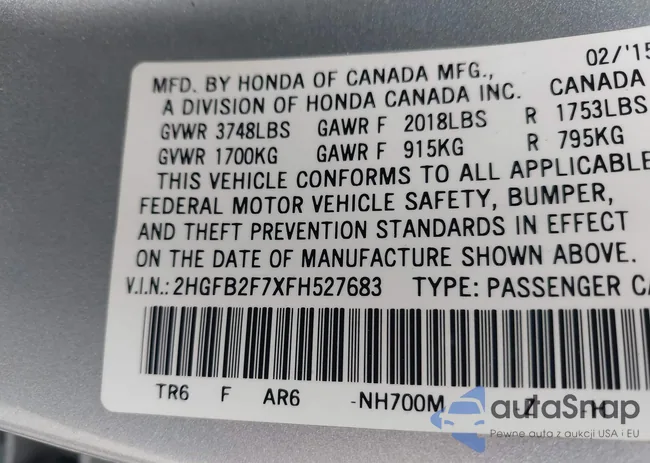 02/'15
MFD. BY HONDA OF CANADA MFG., CANADA
A DIVISION OF HONDA CANADA INC.
GVWR 3748LBS GAWR F 2018LBS R 1753LBS
GVWR 1700KG GAWR F 915KG R 795KG
THIS VEHICLE CONFORMS TO ALL APPLICABLE
FEDERAL MOTOR VEHICLE SAFETY, BUMPER,
AND THEFT PREVENTION STANDARDS IN EFFECT
ON THE DATE OF MANUFACTURE SHOWN ABOVE.
V.I.N.: 2HGFB2F7XFH527683 TYPE: PASSENGER CA
TR6 F AR6 -NH700M Z H
autoSnap
Pewne auta z aukcji USA i EU